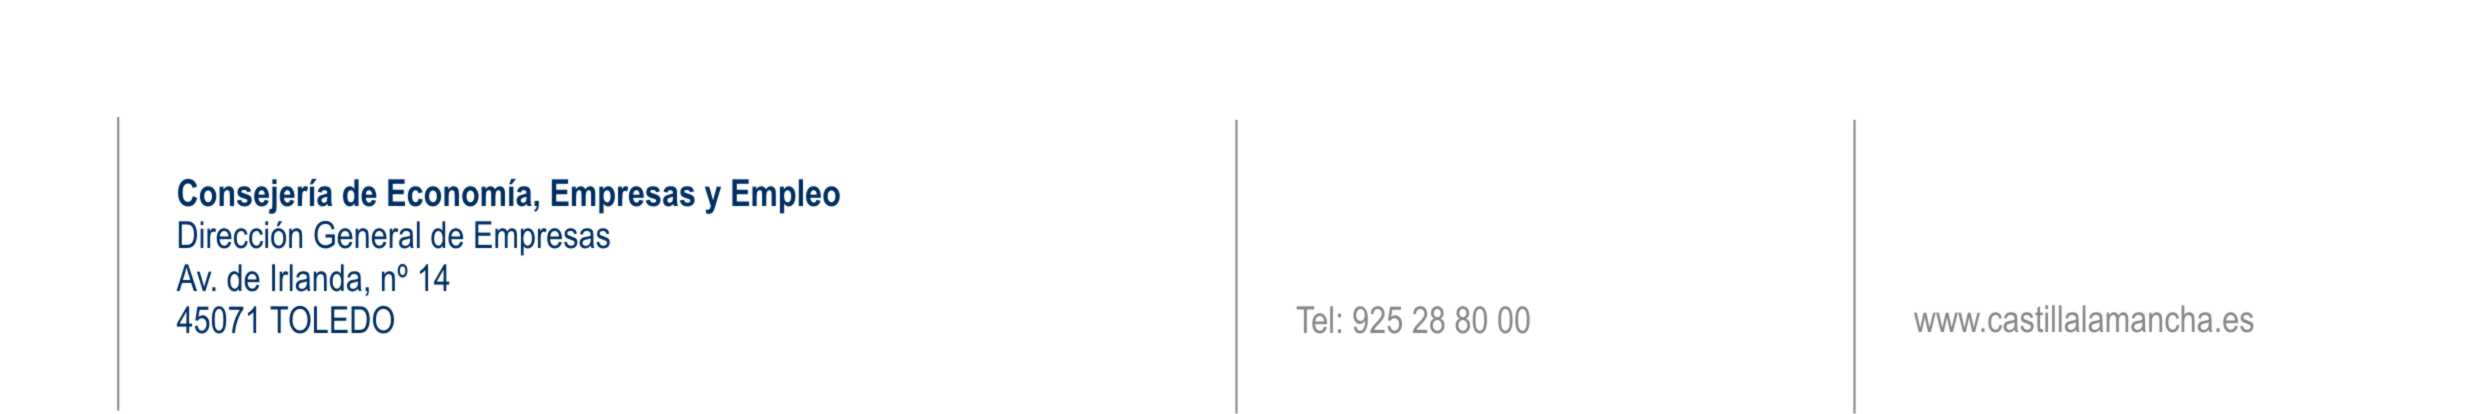 Consejería de Economía, Empresas y Empleo
Dirección General de Empresas
Av. de Irlanda, nº 14
45071 TOLEDO
Tel: 925 28 80 00
www.castillalamancha.es